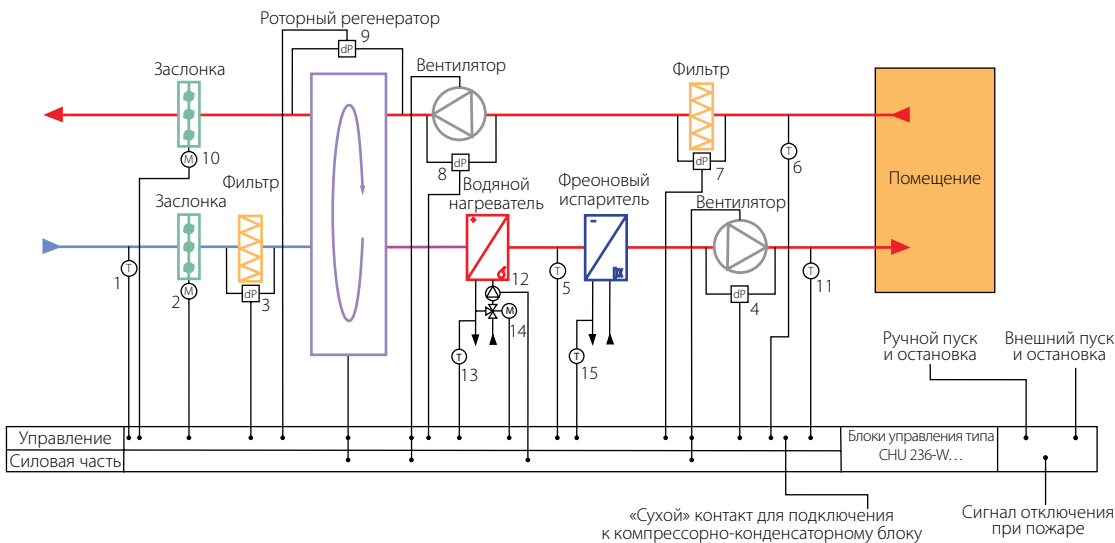 Роторный регенератор
9
dP
Заслонка
Вентилятор
Фильтр
M
10
dP
8
dP
7
T
6
Помещение
Фильтр
Заслонка
Водяной
нагреватель
Фреоновый
испаритель
Вентилятор
+
-
T
1
M
2
dP
3
12
T
5
dP
4
T
11
M
14
T
13
T
15
Ручной пуск
и остановка
Внешний пуск
и остановка
Управление
Силовая часть
Блоки управления типа
CHU 236-W...
«Сухой» контакт для подключения
к компрессорно-конденсаторному блоку
Сигнал отключения
при пожаре